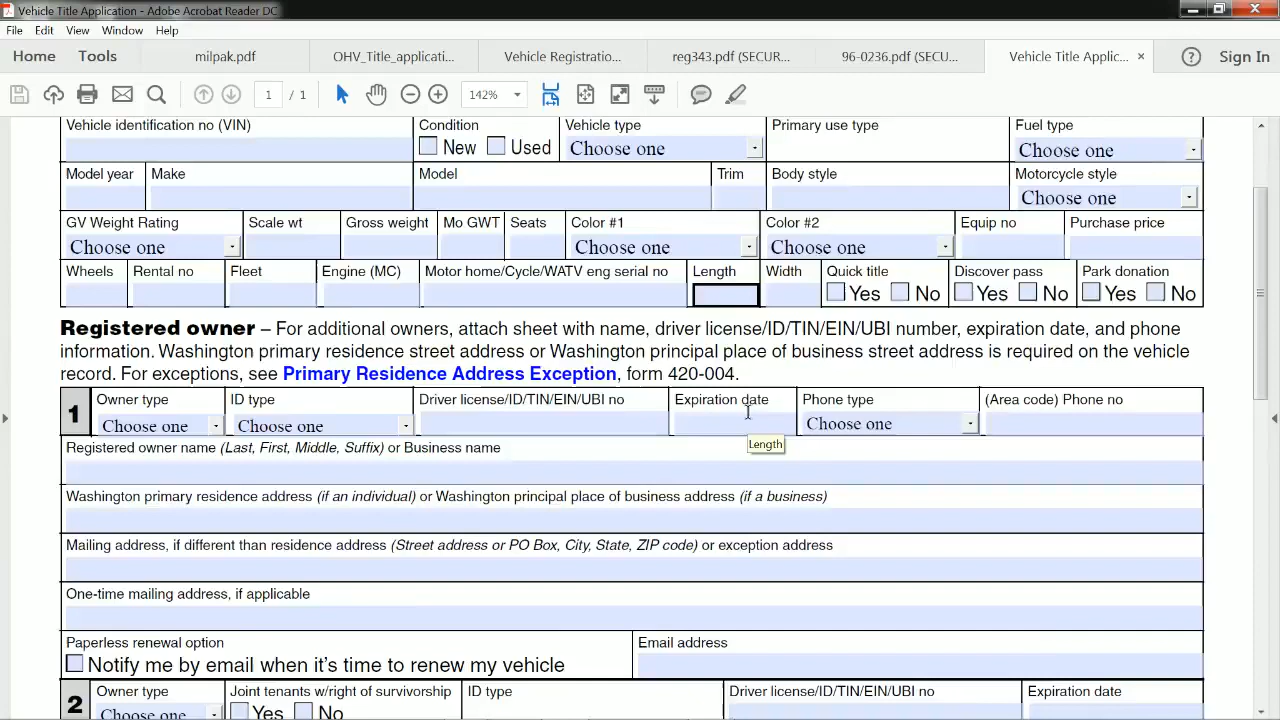 Vehicle Title Application - Adobe Acrobat Reader DC
File Edit View Window Help
Home Tools milpak.pdf OHV_Title_applicati... Vehicle Registratio... reg343.pdf (SECUR... 96-0236.pdf (SECU... Vehicle Title Applic... × ? Sign In
1 / 1 142%
Vehicle identification no (VIN) Condition Vehicle type Primary use type Fuel type
New Used Choose one Choose one
Model year Make Model Trim Body style Motorcycle style
Choose one
GV Weight Rating Scale wt Gross weight Mo GWT Seats Color #1 Color #2 Equip no Purchase price
Choose one Choose one Choose one
Wheels Rental no Fleet Engine (MC) Motor home/Cycle/WATV eng serial no Length Width Quick title Discover pass Park donation
Yes No Yes No Yes No
Registered owner – For additional owners, attach sheet with name, driver license/ID/TIN/EIN/UBI number, expiration date, and phone
information. Washington primary residence street address or Washington principal place of business street address is required on the vehicle
record. For exceptions, see Primary Residence Address Exception, form 420-004.
1 Owner type ID type Driver license/ID/TIN/EIN/UBI no Expiration date Phone type (Area code) Phone no
Choose one Choose one Choose one
Length
Registered owner name (Last, First, Middle, Suffix) or Business name
Washington primary residence address (if an individual) or Washington principal place of business address (if a business)
Mailing address, if different than residence address (Street address or PO Box, City, State, ZIP code) or exception address
One-time mailing address, if applicable
Paperless renewal option Email address
Notify me by email when it's time to renew my vehicle
2 Owner type Joint tenants w/right of survivorship ID type Driver license/ID/TIN/EIN/UBI no Expiration date
Choose one Yes No